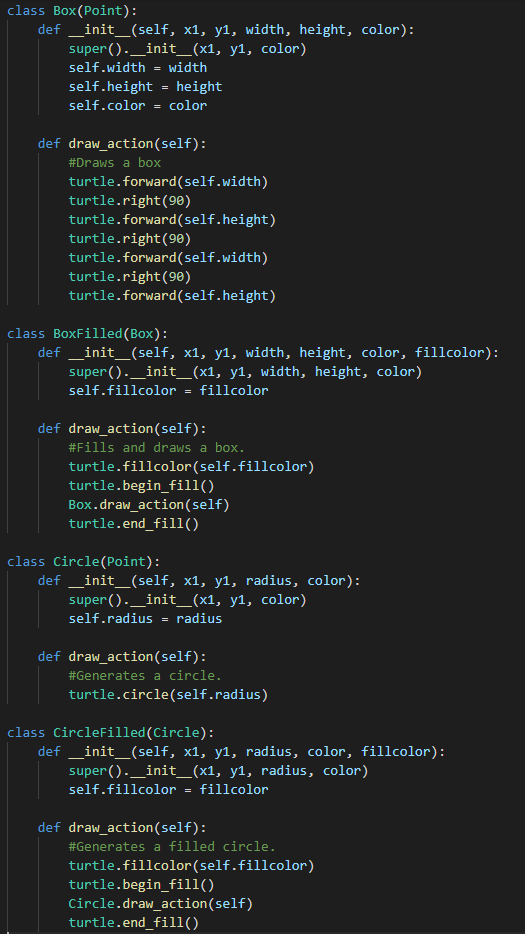 class Box(Point):
    def __init__(self, x1, y1, width, height, color):
        super().__init__(x1, y1, color)
        self.width = width
        self.height = height
        self.color = color

    def draw_action(self):
        #Draws a box
        turtle.forward(self.width)
        turtle.right(90)
        turtle.forward(self.height)
        turtle.right(90)
        turtle.forward(self.width)
        turtle.right(90)
        turtle.forward(self.height)

class BoxFilled(Box):
    def __init__(self, x1, y1, width, height, color, fillcolor):
        super().__init__(x1, y1, width, height, color)
        self.fillcolor = fillcolor

    def draw_action(self):
        #Fills and draws a box.
        turtle.fillcolor(self.fillcolor)
        turtle.begin_fill()
        Box.draw_action(self)
        turtle.end_fill()

class Circle(Point):
    def __init__(self, x1, y1, radius, color):
        super().__init__(x1, y1, color)
        self.radius = radius

    def draw_action(self):
        #Generates a circle.
        turtle.circle(self.radius)

class CircleFilled(Circle):
    def __init__(self, x1, y1, radius, color, fillcolor):
        super().__init__(x1, y1, radius, color)
        self.fillcolor = fillcolor

    def draw_action(self):
        #Generates a filled circle.
        turtle.fillcolor(self.fillcolor)
        turtle.begin_fill()
        Circle.draw_action(self)
        turtle.end_fill()